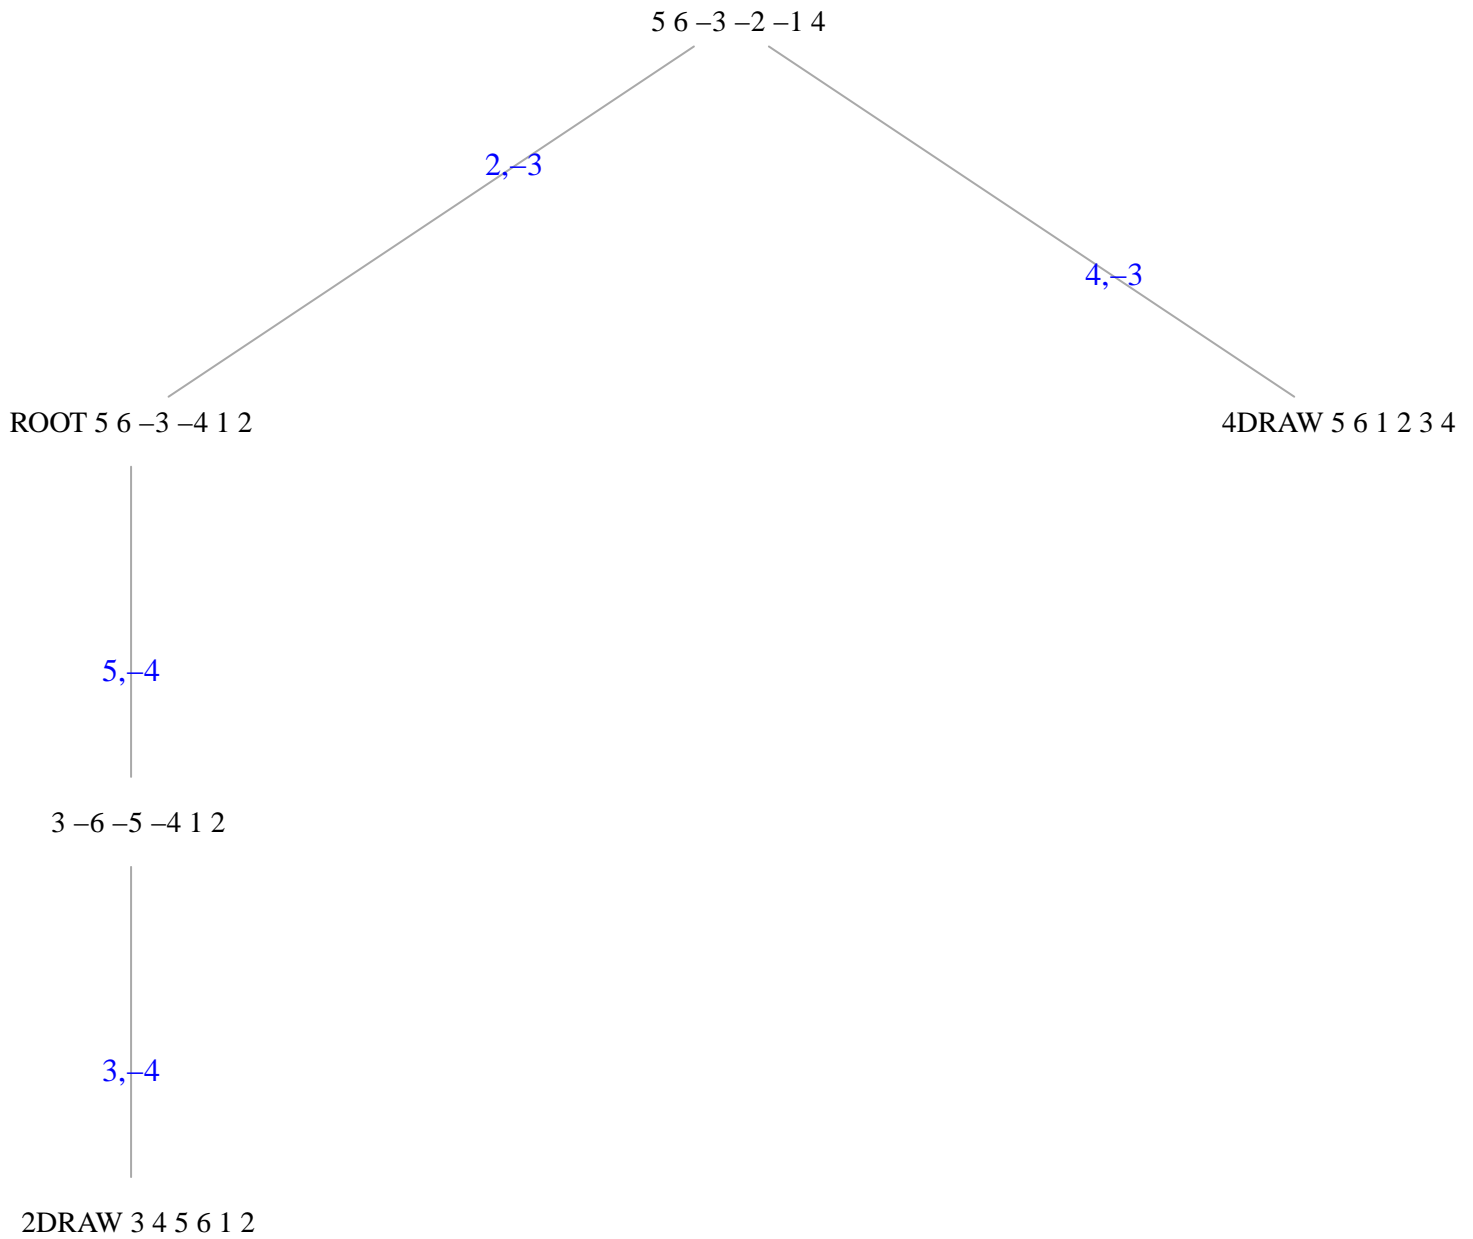 5 6 –3 –2 –1 4
2,–3
4,–3
ROOT 5 6 –3 –4 1 2
4DRAW 5 6 1 2 3 4
5,–4
3 –6 –5 –4 1 2
3,–4
2DRAW 3 4 5 6 1 2